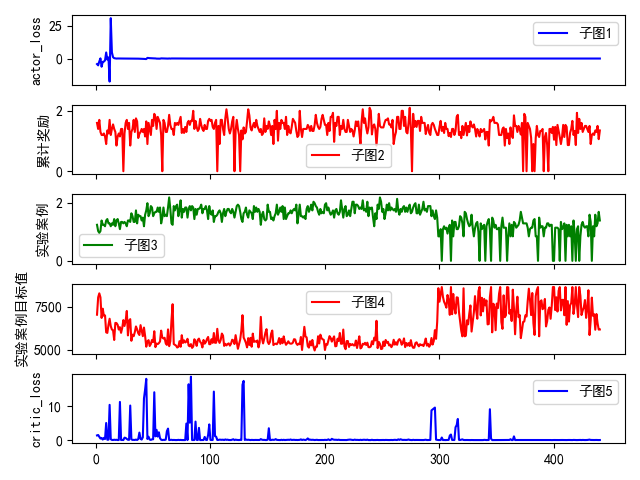 actor_loss
25
0
子图1
累计奖励
2
0
子图2
实验案例
2
0
子图3
实验案例目标值
7500
5000
子图4
critic_loss
10
0
子图5
0 100 200 300 400